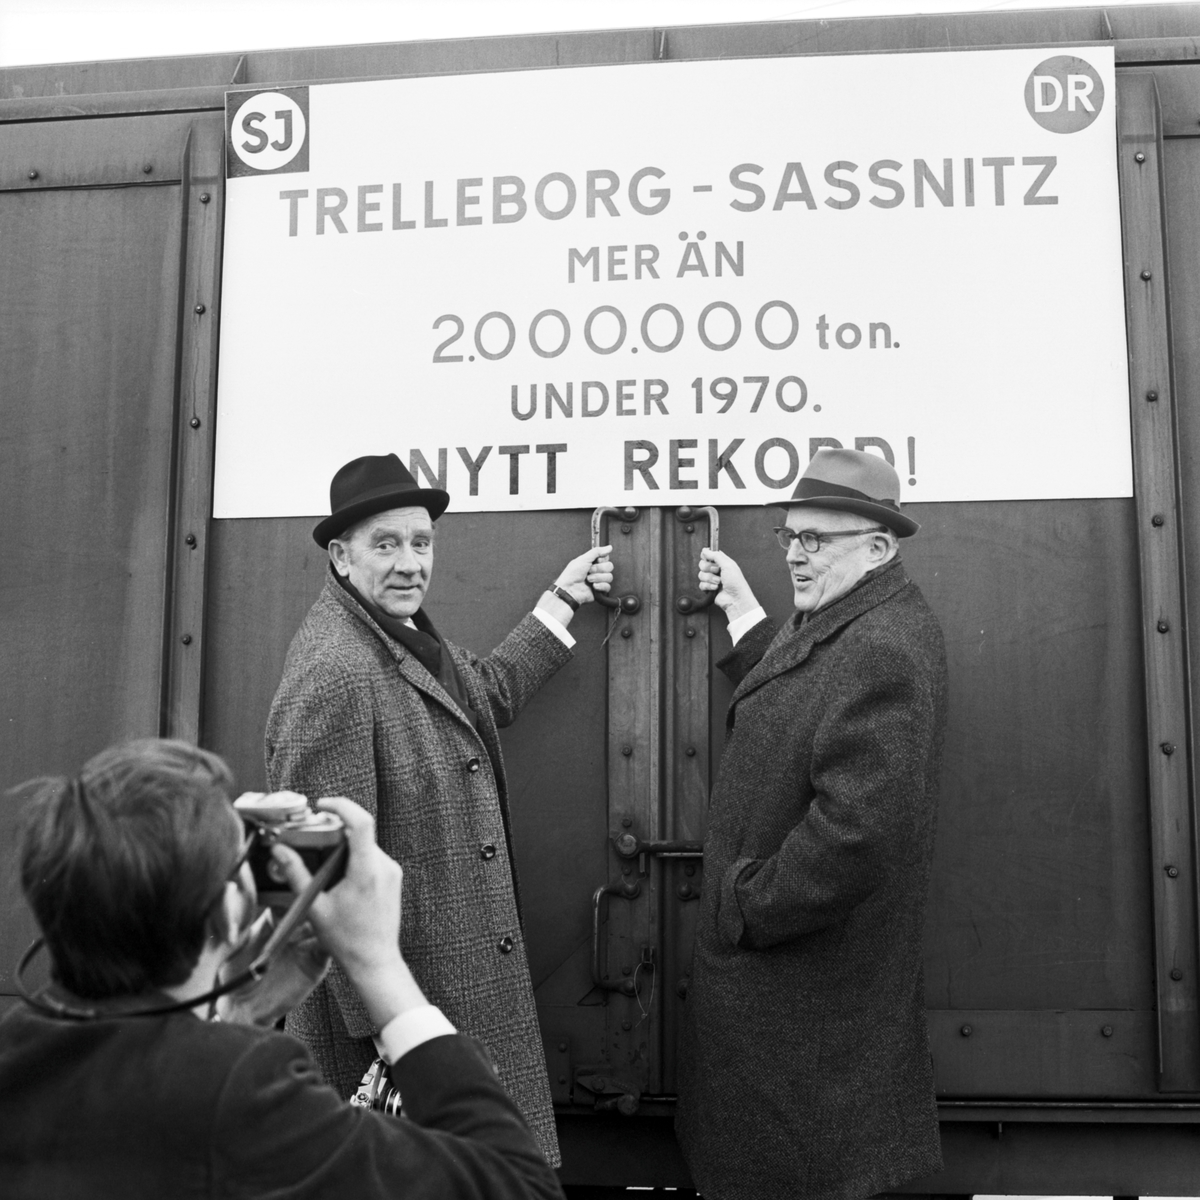 SJ DR
TRELLEBORG - SASSNITZ
MER ÄN
2.000.000 ton.
UNDER 1970.
NYTT REKORD!